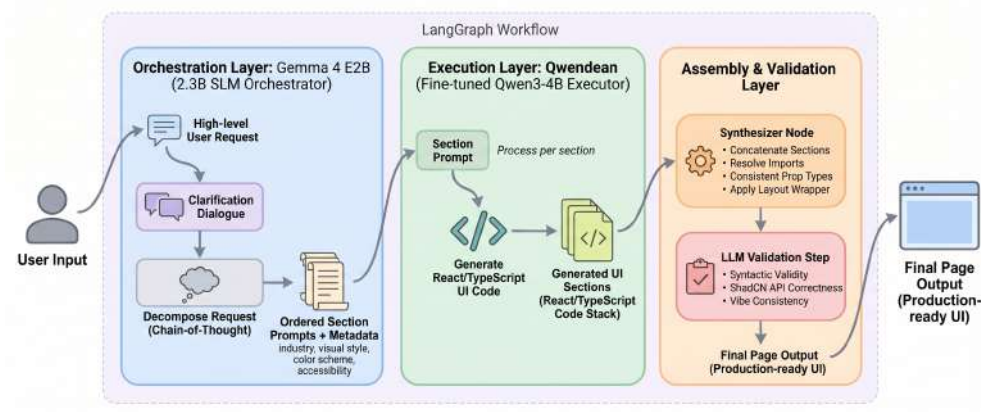 LangGraph Workflow
User Input
Orchestration Layer: Gemma 4 E2B
(2.3B SLM Orchestrator)
High-level
User Request
Clarification
Dialogue
Decompose Request
(Chain-of-Thought)
Ordered Section
Prompts + Metadata
industry, visual style,
color scheme,
accessibility
Execution Layer: Qwendean
(Fine-tuned Qwen3-4B Executor)
Section
Prompt
Process per section
Generate
React/TypeScript
UI Code
Generated UI
Sections
(React/TypeScript
Code Stack)
Assembly & Validation
Layer
Synthesizer Node
• Concatenate Sections
• Resolve Imports
• Consistent Prop Types
• Apply Layout Wrapper
LLM Validation Step
• Syntactic Validity
• ShadCN API Correctness
• Vibe Consistency
Final Page Output
(Production-ready UI)
Final Page
Output
(Production-
ready UI)